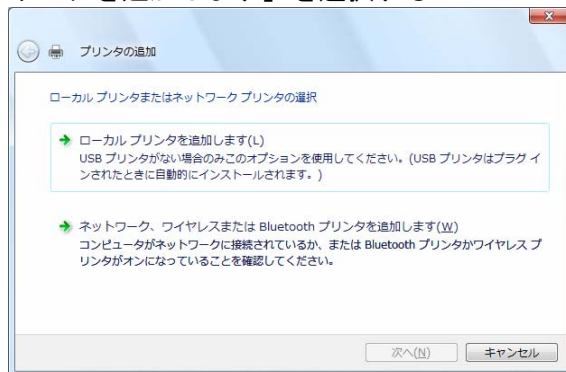 プリンタの追加
ローカル プリンタまたはネットワーク プリンタの選択
ローカル プリンタを追加します(L)
USB プリンタがない場合のみこのオプションを使用してください。(USB プリンタはプラグ イ
ンされたときに自動的にインストールされます。)
ネットワーク、ワイヤレスまたは Bluetooth プリンタを追加します(W)
コンピュータがネットワークに接続されているか、または Bluetooth プリンタかワイヤレス プ
リンタがオンになっていることを確認してください。
次へ(N)
キャンセル